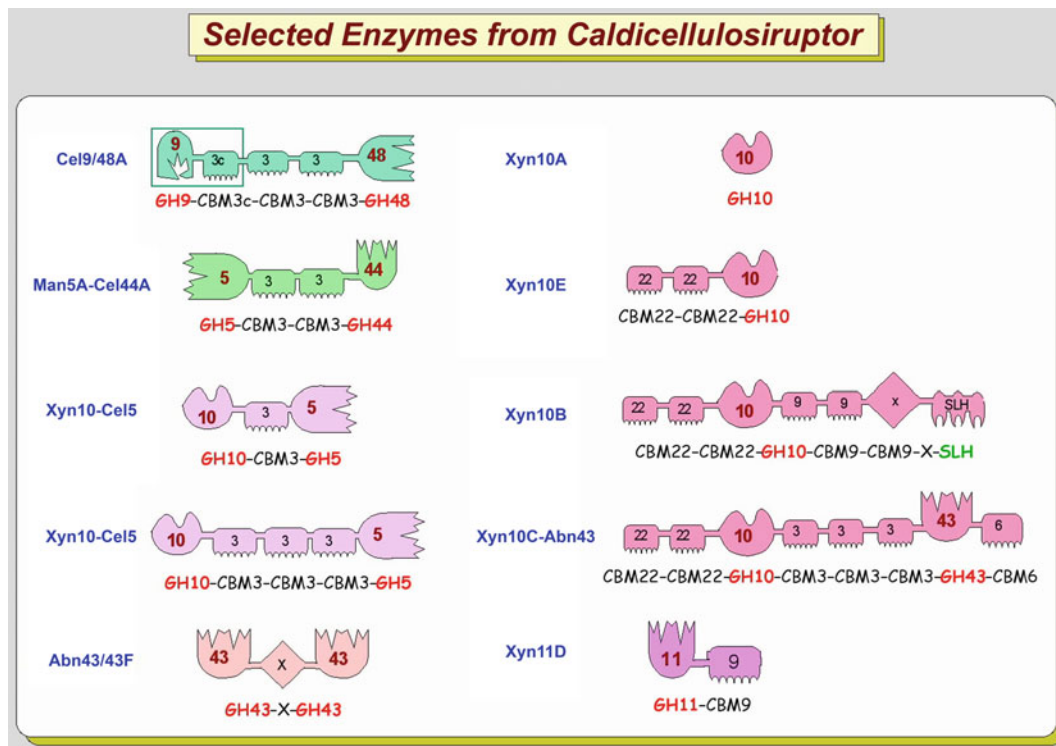 Selected Enzymes from Caldicellulosiruptor
Cel9/48A
9 3c 3 3 48
GH9-CBM3c-CBM3-CBM3-GH48
Man5A-Cel44A
5 3 3 44
GH5-CBM3-CBM3-GH44
Xyn10-Cel5
10 3 5
GH10-CBM3-GH5
Xyn10-Cel5
10 3 3 3 5
GH10-CBM3-CBM3-CBM3-GH5
Abn43/43F
43 X 43
GH43-X-GH43
Xyn10A
10
GH10
Xyn10E
22 22 10
CBM22-CBM22-GH10
Xyn10B
22 22 10 9 9 x SLH
CBM22-CBM22-GH10-CBM9-CBM9-X-SLH
Xyn10C-Abn43
22 22 10 3 3 3 43 6
CBM22-CBM22-GH10-CBM3-CBM3-CBM3-GH43-CBM6
Xyn11D
11 9
GH11-CBM9